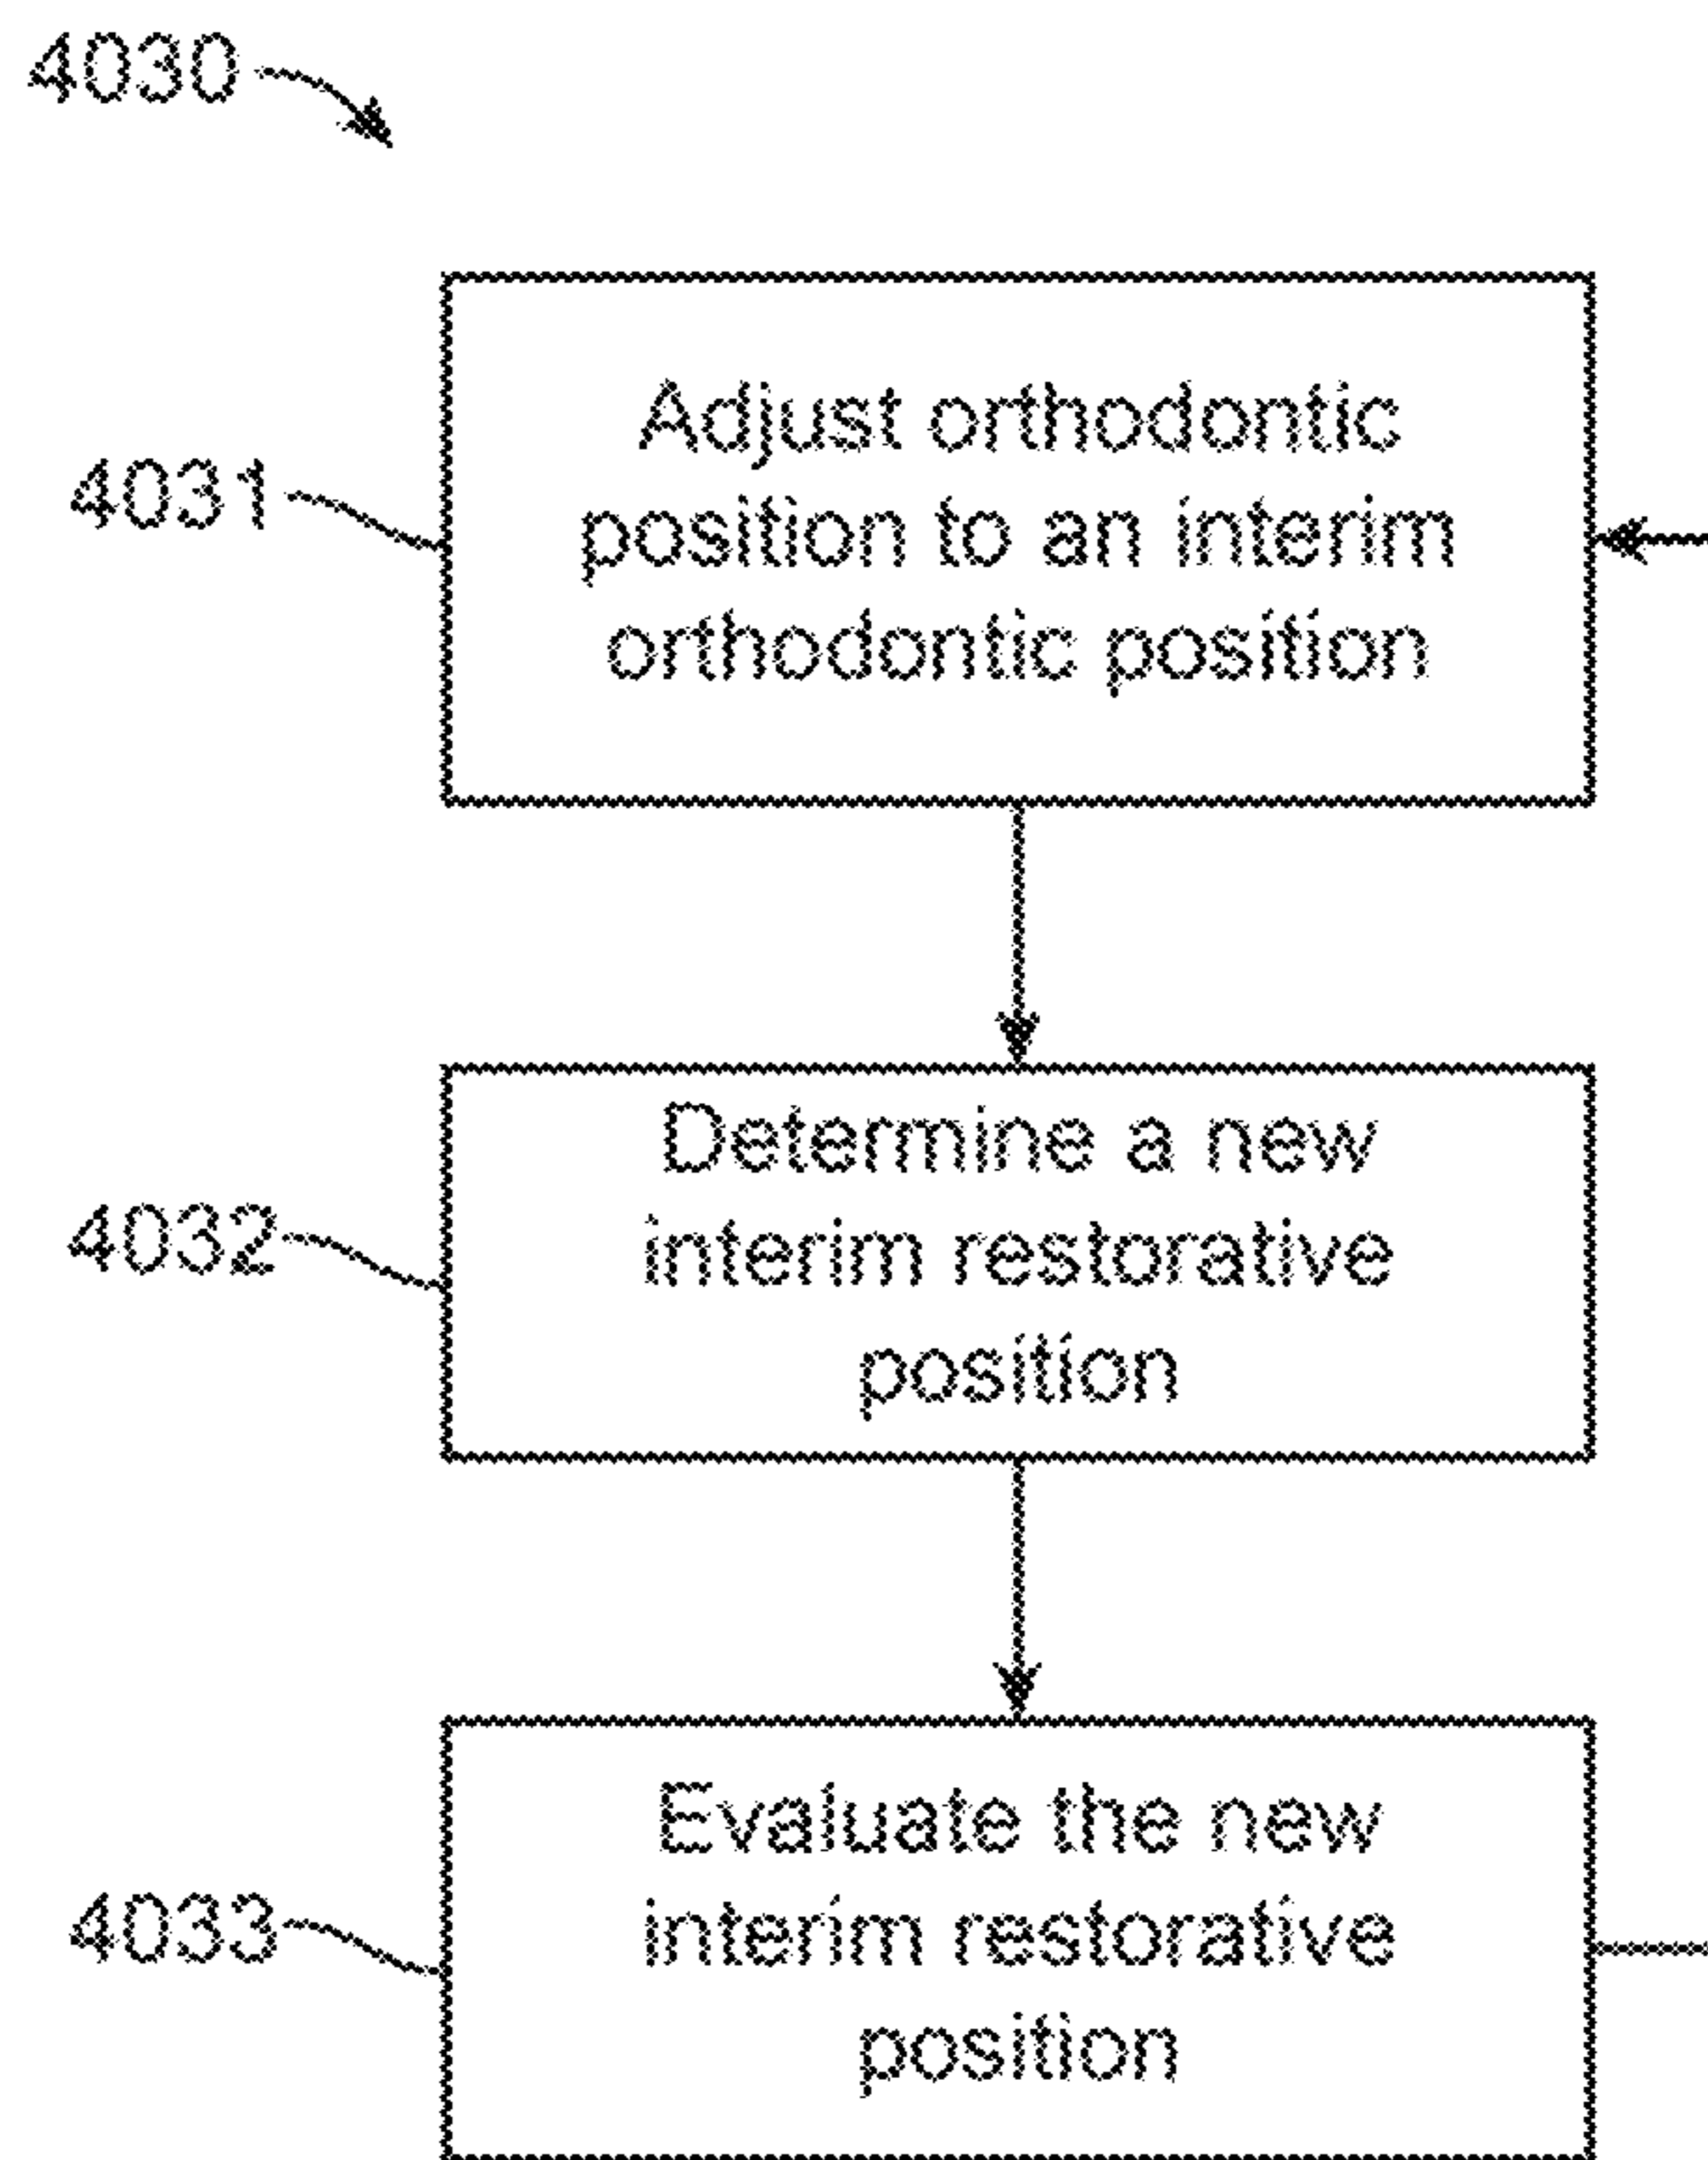 4030
4031
Adjust orthodontic
position to an interim
orthodontic position
4032
Determine a new
interim restorative
position
4033
Evaluate the new
interim restorative
position